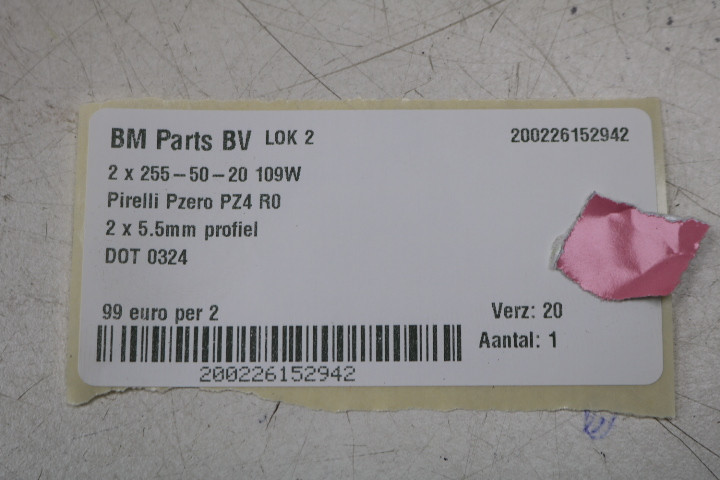 BM Parts BV LOK 2
200226152942
2 x 255-50-20 109W
Pirelli Pzero PZ4 R0
2 x 5.5mm profiel
DOT 0324
99 euro per 2
Verz: 20
Aantal: 1
200226152942